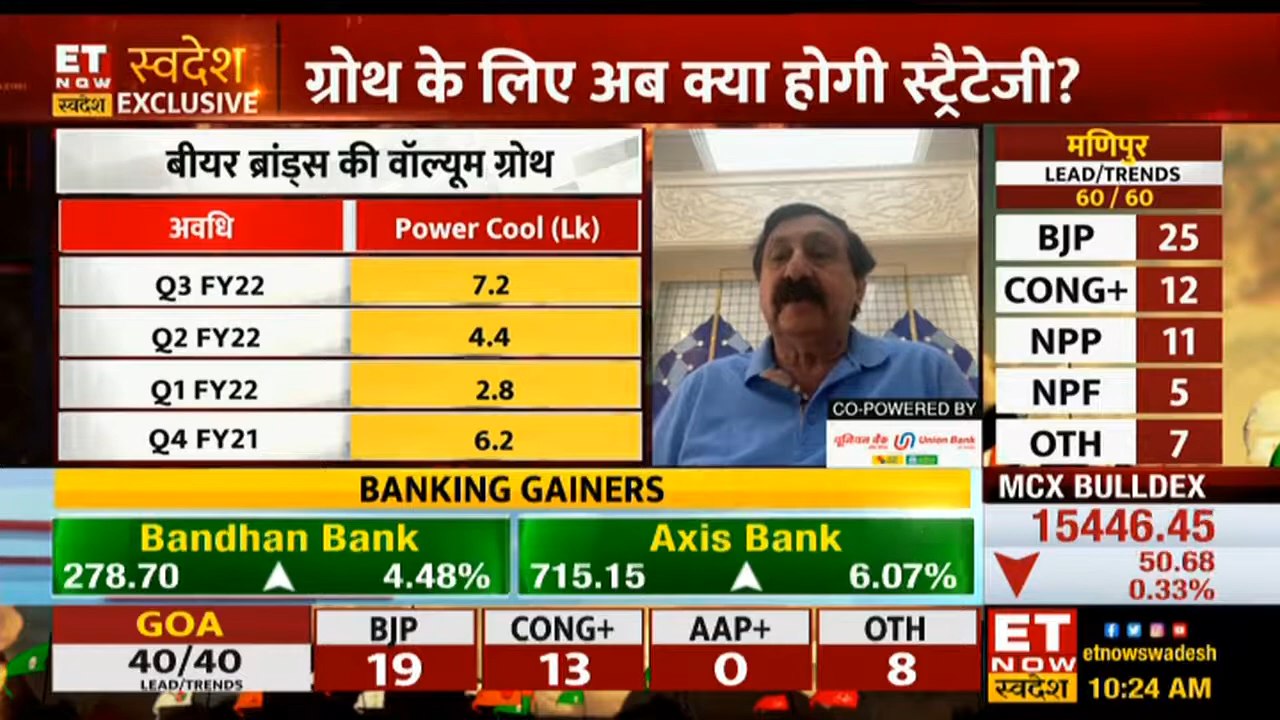 ET NOW स्वदेश
स्वदेश EXCLUSIVE
ग्रोथ के लिए अब क्या होगी स्ट्रैटेजी?
बीयर ब्रांड्स की वॉल्यूम ग्रोथ
अवधि Power Cool (Lk)
Q3 FY22 7.2
Q2 FY22 4.4
Q1 FY22 2.8
Q4 FY21 6.2
CO-POWERED BY
यूनियन बैंक Union Bank
मणिपुर
LEAD/TRENDS
60 / 60
BJP 25
CONG+ 12
NPP 11
NPF 5
OTH 7
BANKING GAINERS
Bandhan Bank
278.70 4.48%
Axis Bank
715.15 6.07%
MCX BULLDEX
15446.45
50.68
0.33%
GOA
40/40
LEAD/TRENDS
BJP
19
CONG+
13
AAP+
0
OTH
8
ET
NOW
स्वदेश
etnowswadesh
10:24 AM